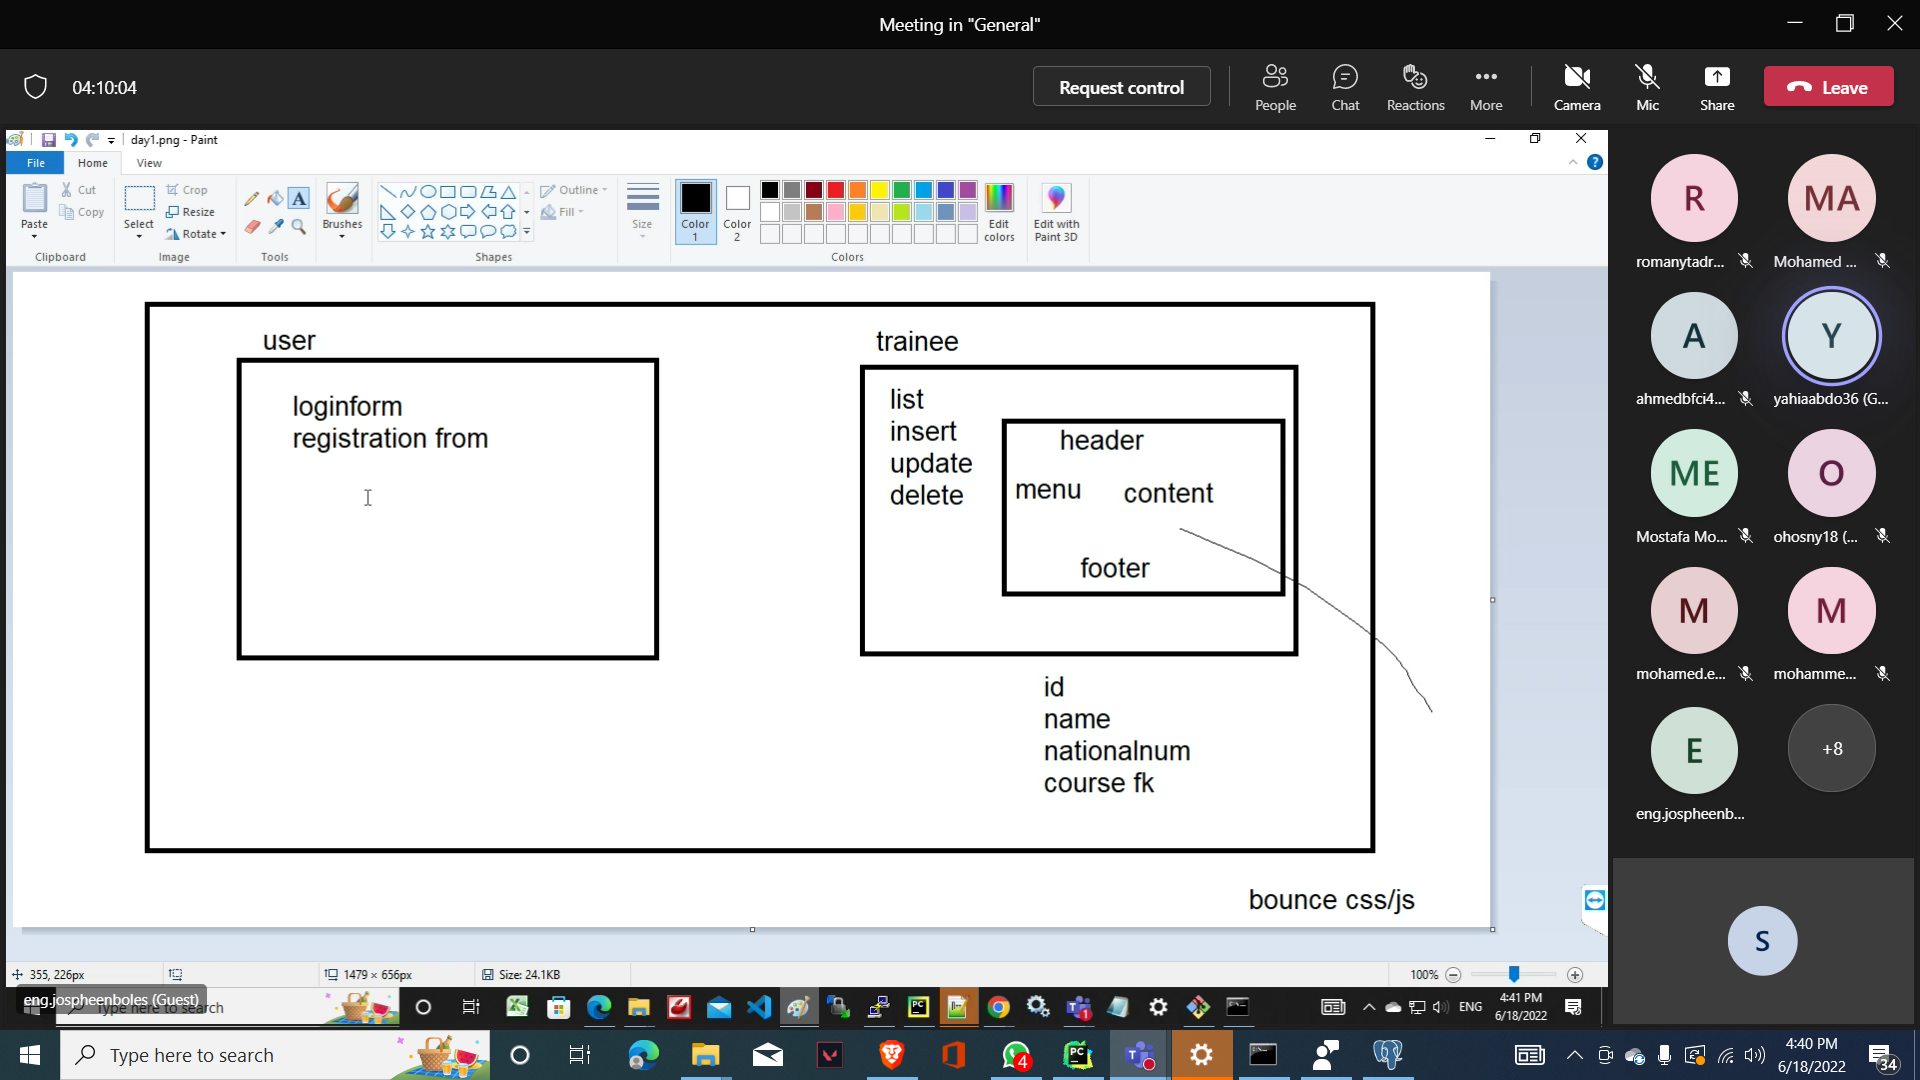 Meeting in "General"
04:10:04
Request control
People
Chat
Reactions
More
Camera
Mic
Share
Leave
day1.png - Paint
File
Home
View
Paste
Cut
Copy
Clipboard
Select
Crop
Resize
Rotate
Image
A
Tools
Brushes
Shapes
Outline
Fill
Size
Color
1
Color
2
Edit
colors
Colors
Edit with
Paint 3D
user
loginform
registration from
trainee
list
insert
update
delete
header
menu
content
footer
id
name
nationalnum
course fk
bounce css/js
355, 226px
1479 × 656px
Size: 24.1KB
100%
R
romanytadr...
MA
Mohamed ...
A
ahmedbfci4...
Y
yahiaabdo36 (G...
ME
Mostafa Mo...
O
ohosny18 (...
M
mohamed.e...
M
mohamme...
E
eng.jospheenb...
+8
S
eng.jospheenboles (Guest)
Type here to search
PC
1
ENG
4:41 PM
6/18/2022
Type here to search
4
PC
4:40 PM
6/18/2022
34